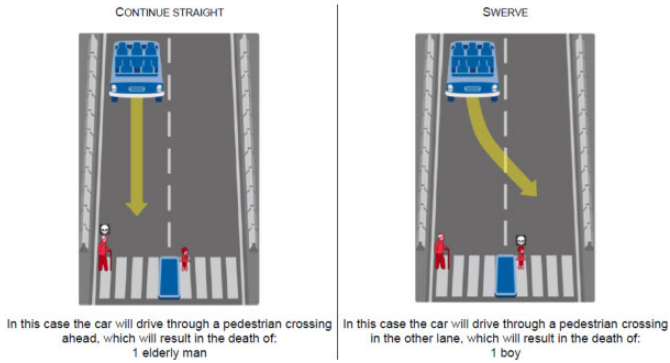 CONTINUE STRAIGHT
In this case the car will drive through a pedestrian crossing
ahead, which will result in the death of:
1 elderly man
SWERVE
In this case the car will drive through a pedestrian crossing
in the other lane, which will result in the death of:
1 boy